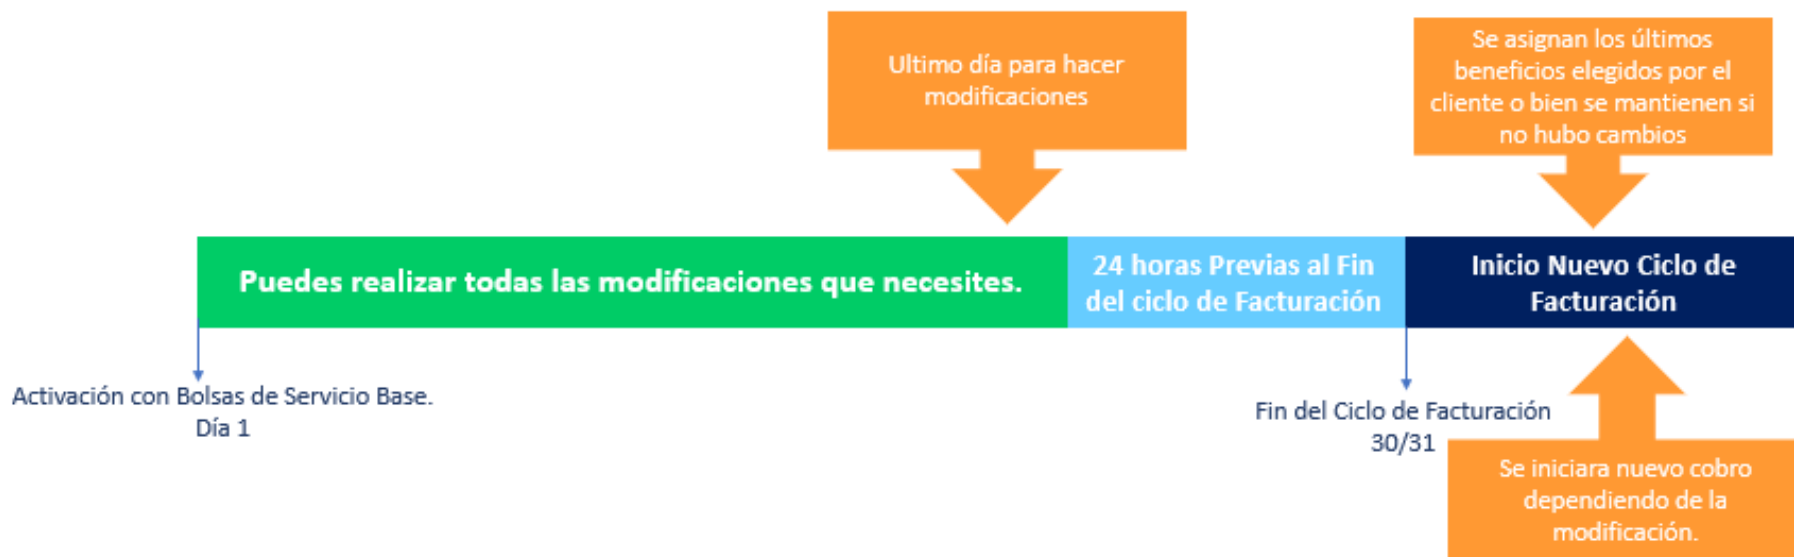 Ultimo día para hacer
modificaciones
Se asignan los últimos
beneficios elegidos por el
cliente o bien se mantienen si
no hubo cambios
Puedes realizar todas las modificaciones que necesites.
24 horas Previas al Fin
del ciclo de Facturación
Inicio Nuevo Ciclo de
Facturación
Activación con Bolsas de Servicio Base.
Día 1
Fin del Ciclo de Facturación
30/31
Se iniciara nuevo cobro
dependiendo de la
modificación.